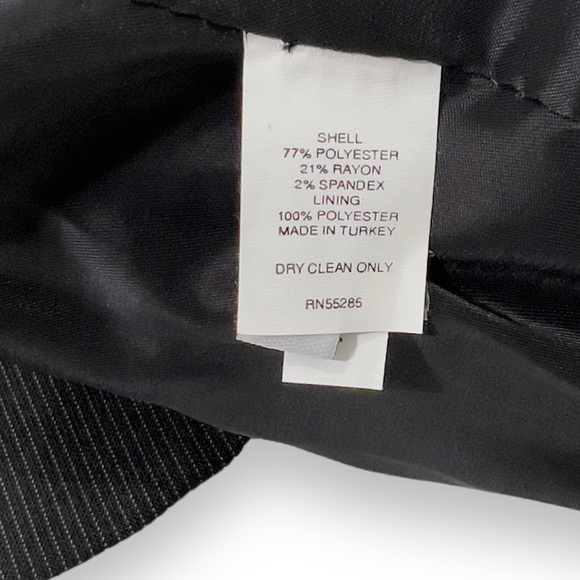 SHELL
77% POLYESTER
21% RAYON
2% SPANDEX
LINING
100% POLYESTER
MADE IN TURKEY
DRY CLEAN ONLY
RN55285